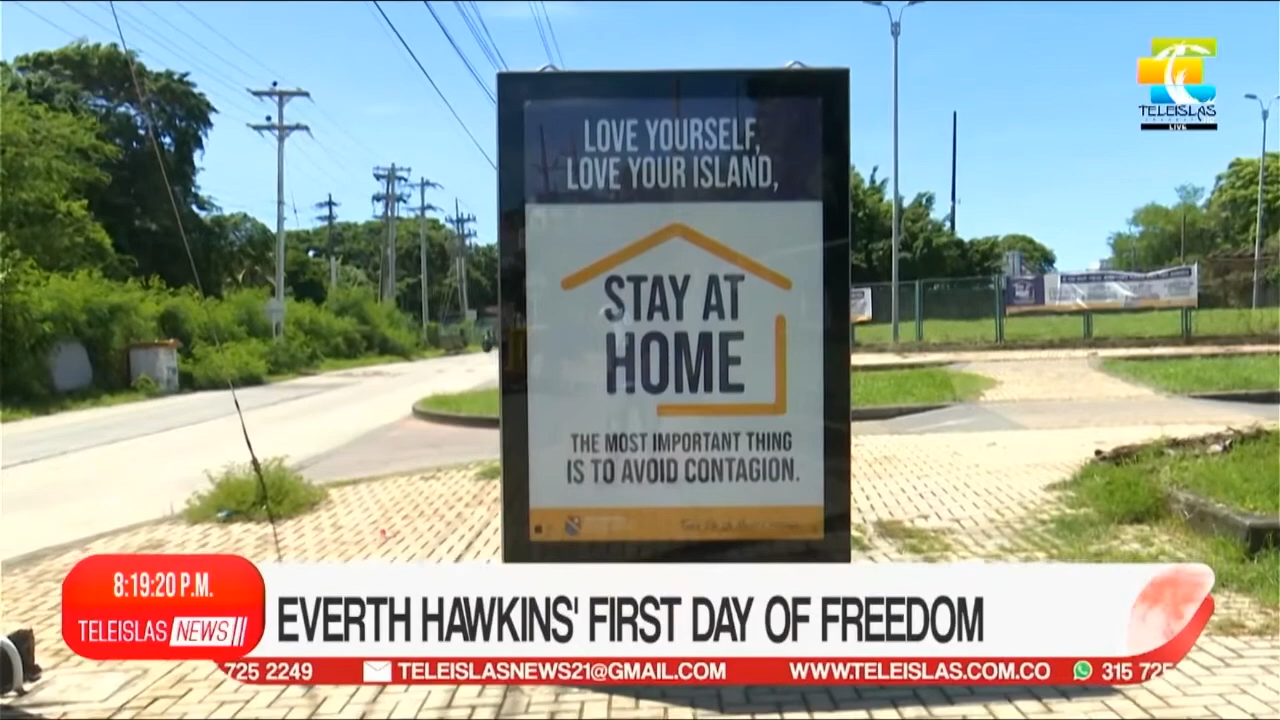 TELEISLAS
LIVE
LOVE YOURSELF,
LOVE YOUR ISLAND,
STAY AT
HOME
THE MOST IMPORTANT THING
IS TO AVOID CONTAGION.
8:19:20 P.M.
TELEISLAS NEWS
EVERTH HAWKINS' FIRST DAY OF FREEDOM
725 2249 TELEISLASNEWS21@GMAIL.COM WWW.TELEISLAS.COM.CO 315 725